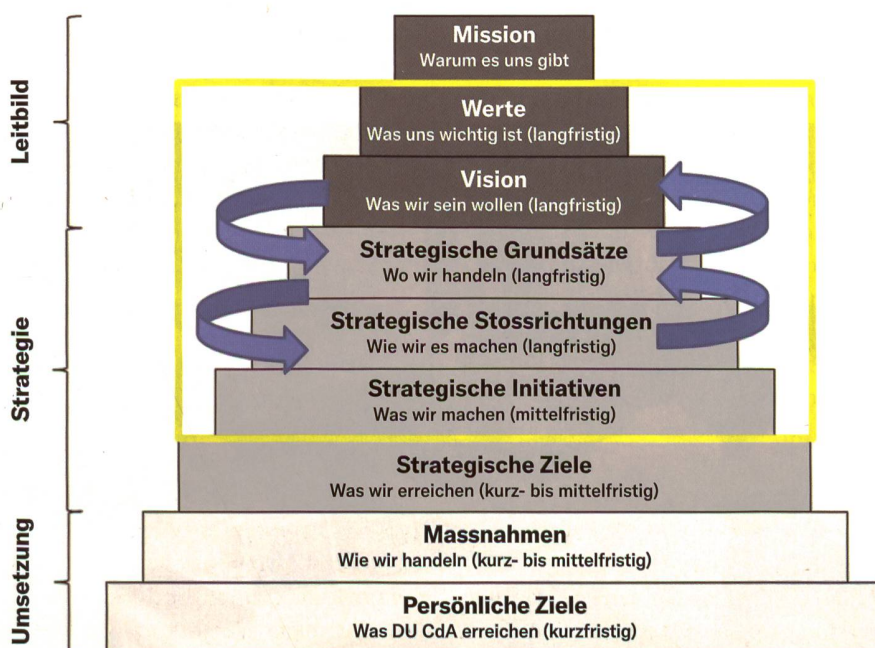 Leitbild
Mission
Warum es uns gibt
Werte
Was uns wichtig ist (langfristig)
Vision
Was wir sein wollen (langfristig)
Strategie
Strategische Grundsätze
Wo wir handeln (langfristig)
Strategische Stossrichtungen
Wie wir es machen (langfristig)
Strategische Initiativen
Was wir machen (mittelfristig)
Strategische Ziele
Was wir erreichen (kurz- bis mittelfristig)
Umsetzung
Massnahmen
Wie wir handeln (kurz- bis mittelfristig)
Persönliche Ziele
Was DU CdA erreichen (kurzfristig)